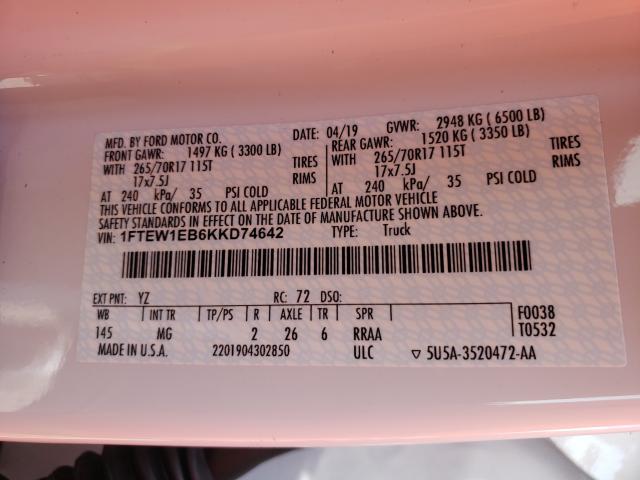 MFD. BY FORD MOTOR CO. DATE: 04/19 GVWR: 2948 KG ( 6500 LB)
FRONT GAWR: 1497 KG ( 3300 LB) REAR GAWR: 1520 KG ( 3350 LB)
WITH 265/70R17 115T TIRES WITH 265/70R17 115T TIRES
17x7.5J RIMS 17x7.5J RIMS
AT 240 kPa/ 35 PSI COLD AT 240 kPa/ 35 PSI COLD
THIS VEHICLE CONFORMS TO ALL APPLICABLE FEDERAL MOTOR VEHICLE
SAFETY STANDARDS IN EFFECT ON THE DATE OF MANUFACTURE SHOWN ABOVE.
VIN: 1FTEW1EB6KKD74642 TYPE: Truck
EXT PNT: YZ RC: 72 DSO:
WB INT TR TP/PS R AXLE TR SPR F0038
145 MG 2 26 6 RRAA T0532
MADE IN U.S.A. 2201904302850 ULC ▽ 5U5A-3520472-AA